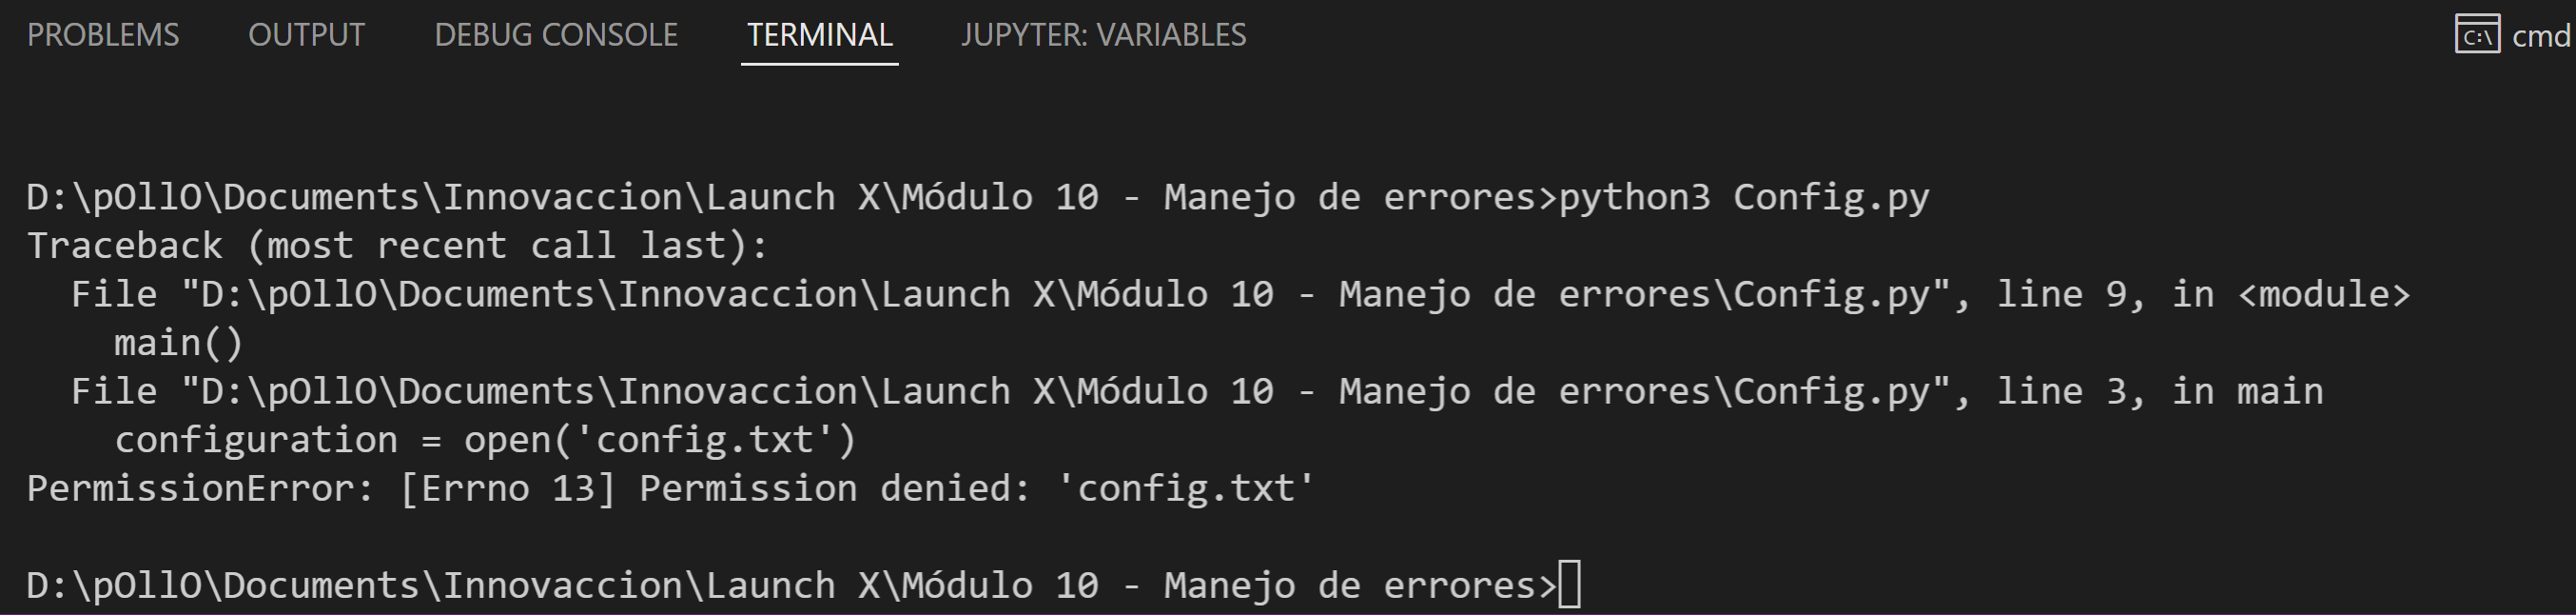 PROBLEMS OUTPUT DEBUG CONSOLE TERMINAL JUPYTER: VARIABLES C:\ cmd
D:\pOllO\Documents\Innovaccion\Launch X\Módulo 10 - Manejo de errores>python3 Config.py
Traceback (most recent call last):
  File "D:\pOllO\Documents\Innovaccion\Launch X\Módulo 10 - Manejo de errores\Config.py", line 9, in <module>
    main()
  File "D:\pOllO\Documents\Innovaccion\Launch X\Módulo 10 - Manejo de errores\Config.py", line 3, in main
    configuration = open('config.txt')
PermissionError: [Errno 13] Permission denied: 'config.txt'
D:\pOllO\Documents\Innovaccion\Launch X\Módulo 10 - Manejo de errores>